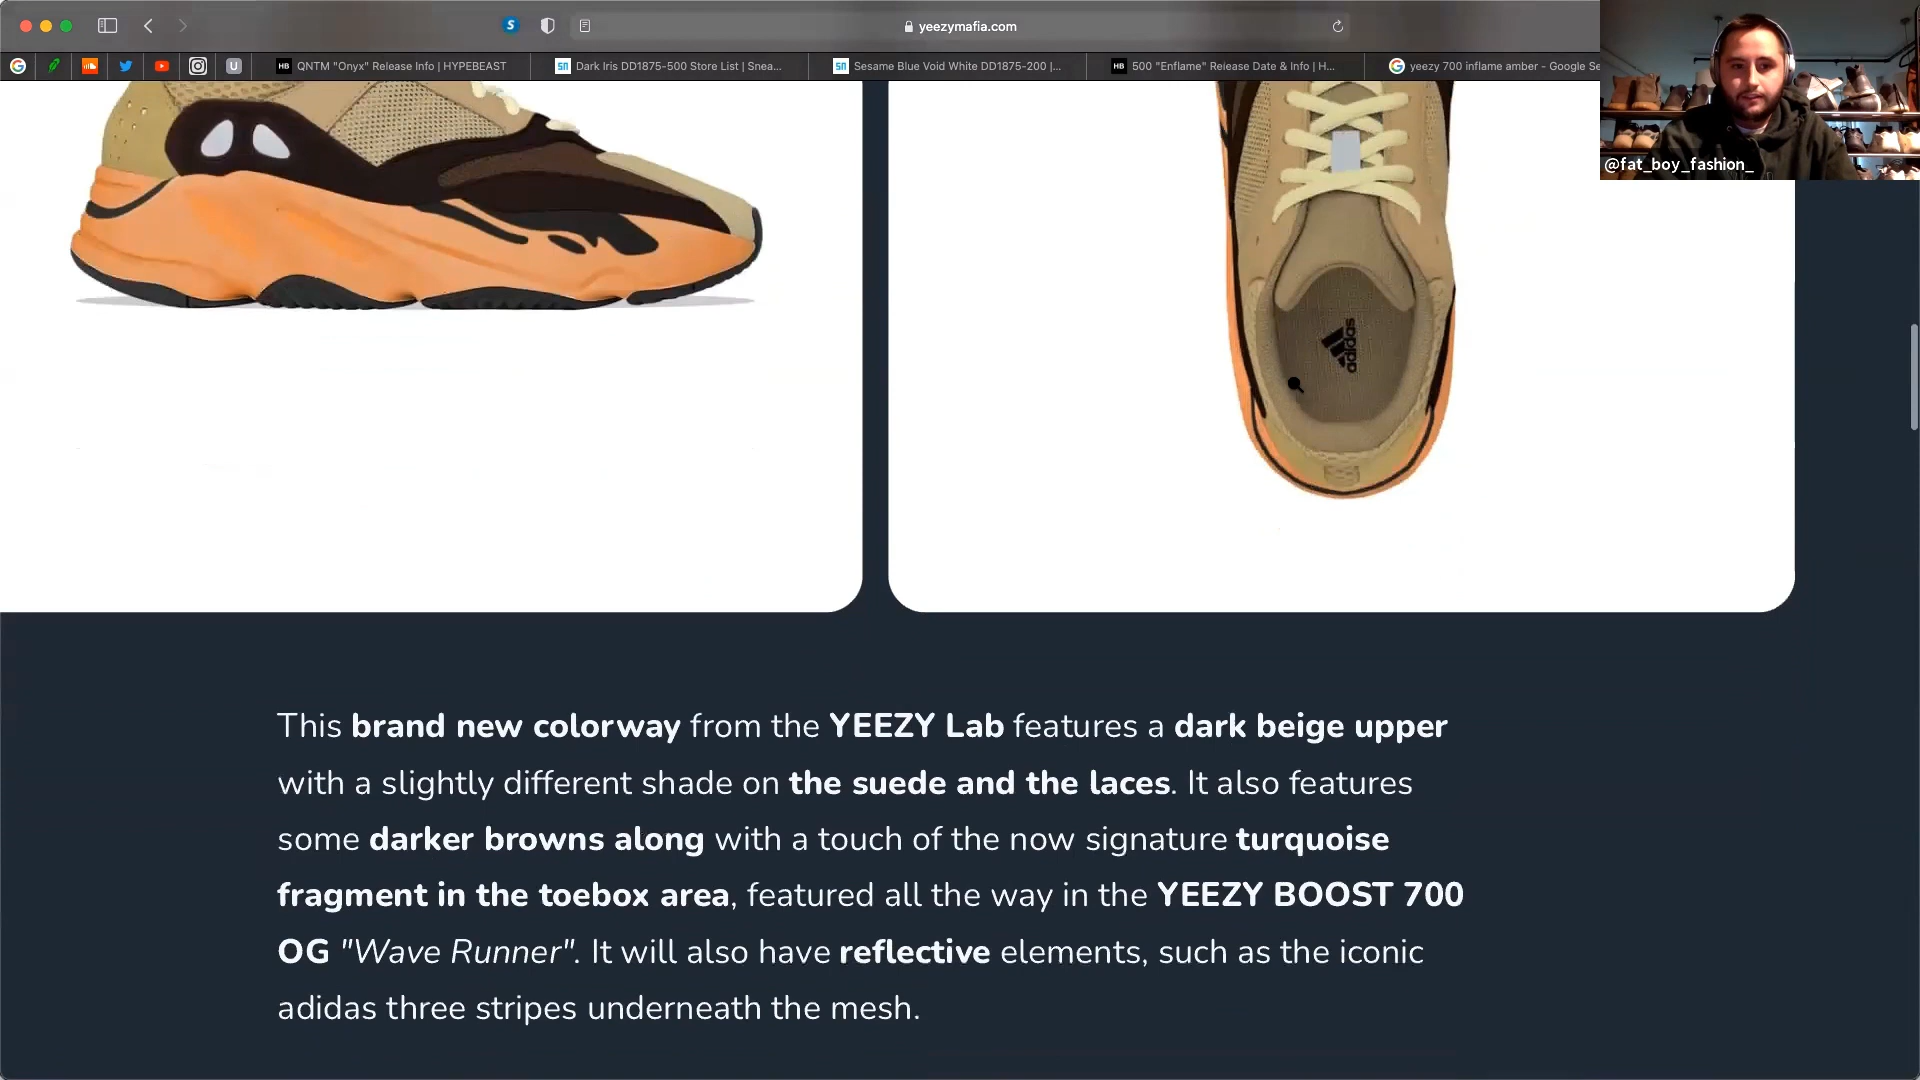 yeezymafia.com
QNTM "Onyx" Release Info | HYPEBEAST
Dark Iris DD1875-500 Store List | Snea...
Sesame Blue Void White DD1875-200 |...
500 "Enflame" Release Date & Info | H...
yeezy 700 inflame amber - Google Se
@fat_boy_fashion_
adidas
This brand new colorway from the YEEZY Lab features a dark beige upper
with a slightly different shade on the suede and the laces. It also features
some darker browns along with a touch of the now signature turquoise
fragment in the toebox area, featured all the way in the YEEZY BOOST 700
OG "Wave Runner". It will also have reflective elements, such as the iconic
adidas three stripes underneath the mesh.